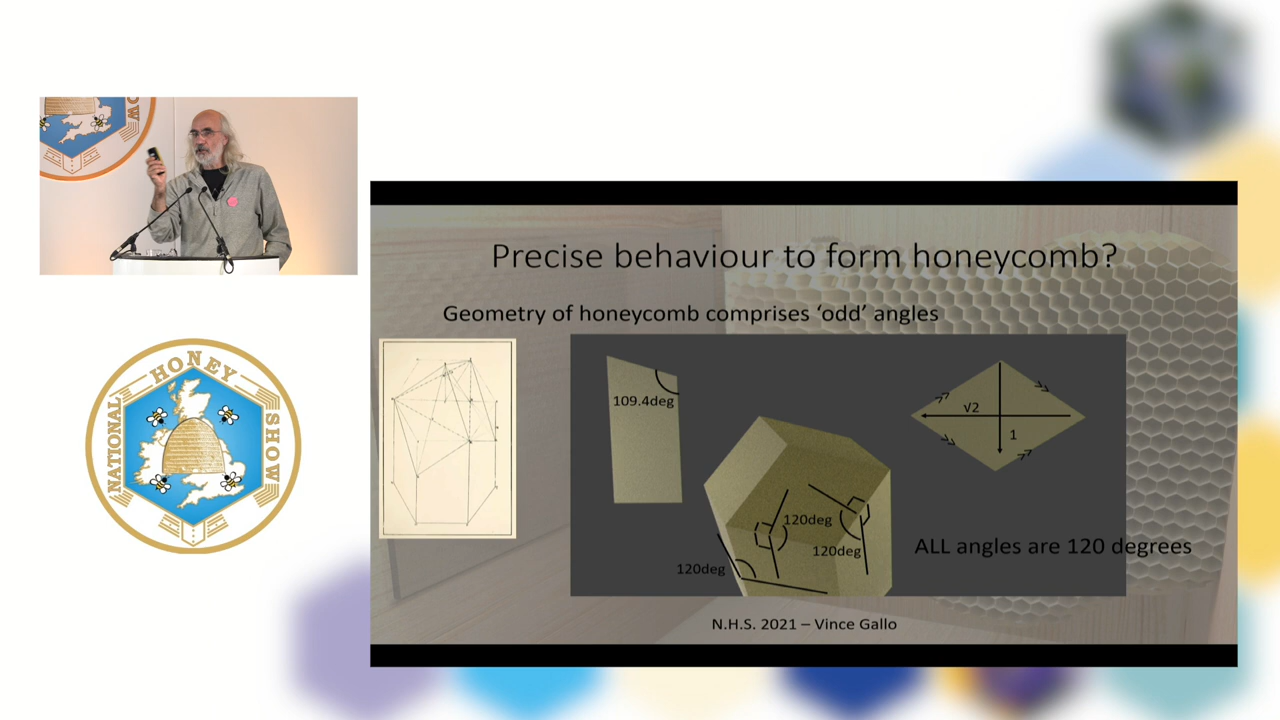 Precise behaviour to form honeycomb?
Geometry of honeycomb comprises ‘odd’ angles
109.4deg
√2
1
120deg
120deg
120deg
ALL angles are 120 degrees
N.H.S. 2021 – Vince Gallo
NATIONAL HONEY SHOW
OW